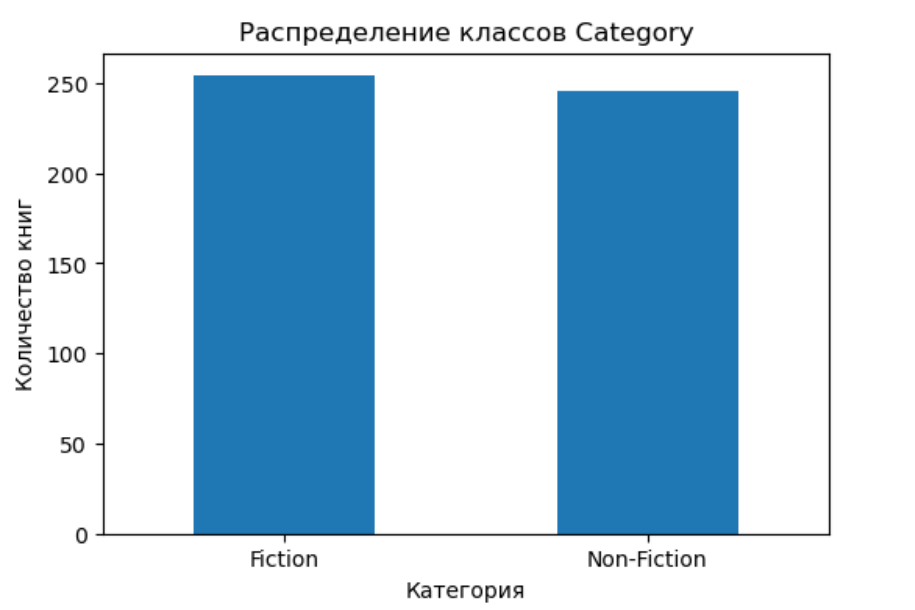 Распределение классов Category
Количество книг
250
200
150
100
50
0
Fiction
Non-Fiction
Категория